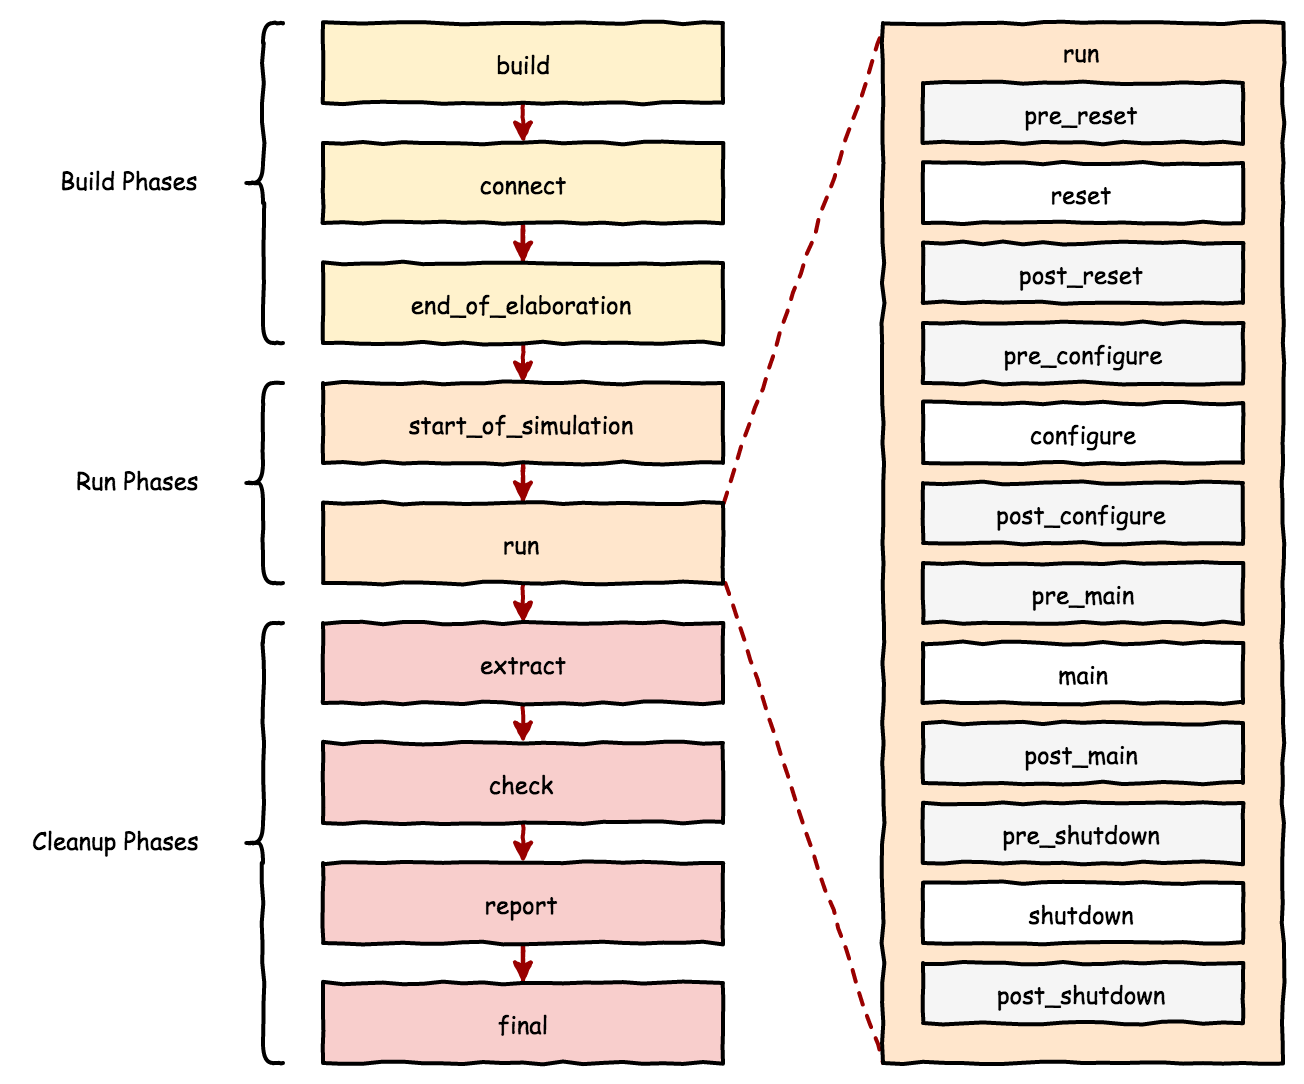 Build Phases
build
connect
end_of_elaboration
Run Phases
start_of_simulation
run
Cleanup Phases
extract
check
report
final
run
pre_reset
reset
post_reset
pre_configure
configure
post_configure
pre_main
main
post_main
pre_shutdown
shutdown
post_shutdown